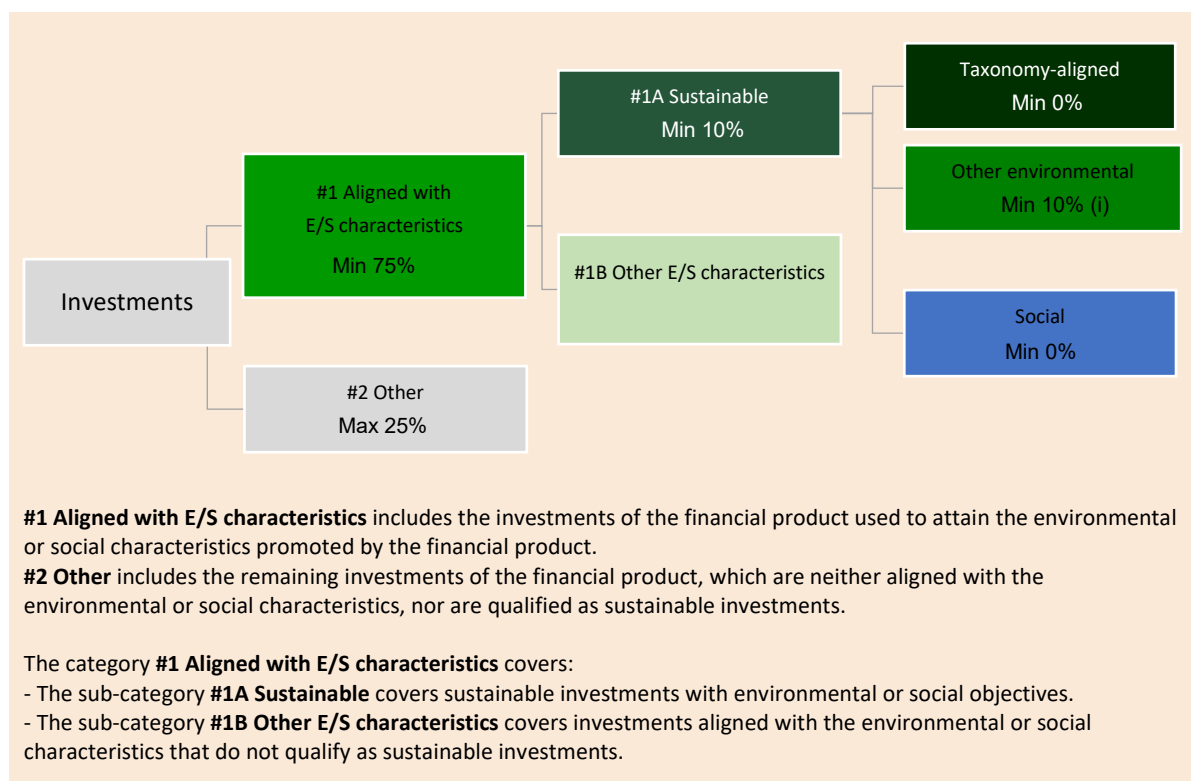 Investments
#1 Aligned with
E/S characteristics
Min 75%
#2 Other
Max 25%
#1A Sustainable
Min 10%
#1B Other E/S characteristics
Taxonomy-aligned
Min 0%
Other environmental
Min 10% (i)
Social
Min 0%
#1 Aligned with E/S characteristics includes the investments of the financial product used to attain the environmental
or social characteristics promoted by the financial product.
#2 Other includes the remaining investments of the financial product, which are neither aligned with the
environmental or social characteristics, nor are qualified as sustainable investments.
The category #1 Aligned with E/S characteristics covers:
- The sub-category #1A Sustainable covers sustainable investments with environmental or social objectives.
- The sub-category #1B Other E/S characteristics covers investments aligned with the environmental or social
characteristics that do not qualify as sustainable investments.